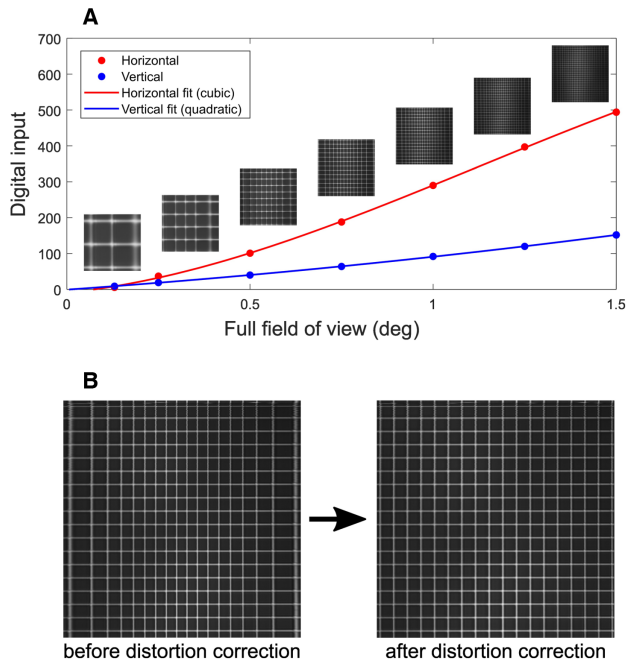 A
700
600
500
400
300
200
100
0
Digital input
Horizontal
Vertical
Horizontal fit (cubic)
Vertical fit (quadratic)
0
0.5
1
1.5
Full field of view (deg)
B
before distortion correction
after distortion correction